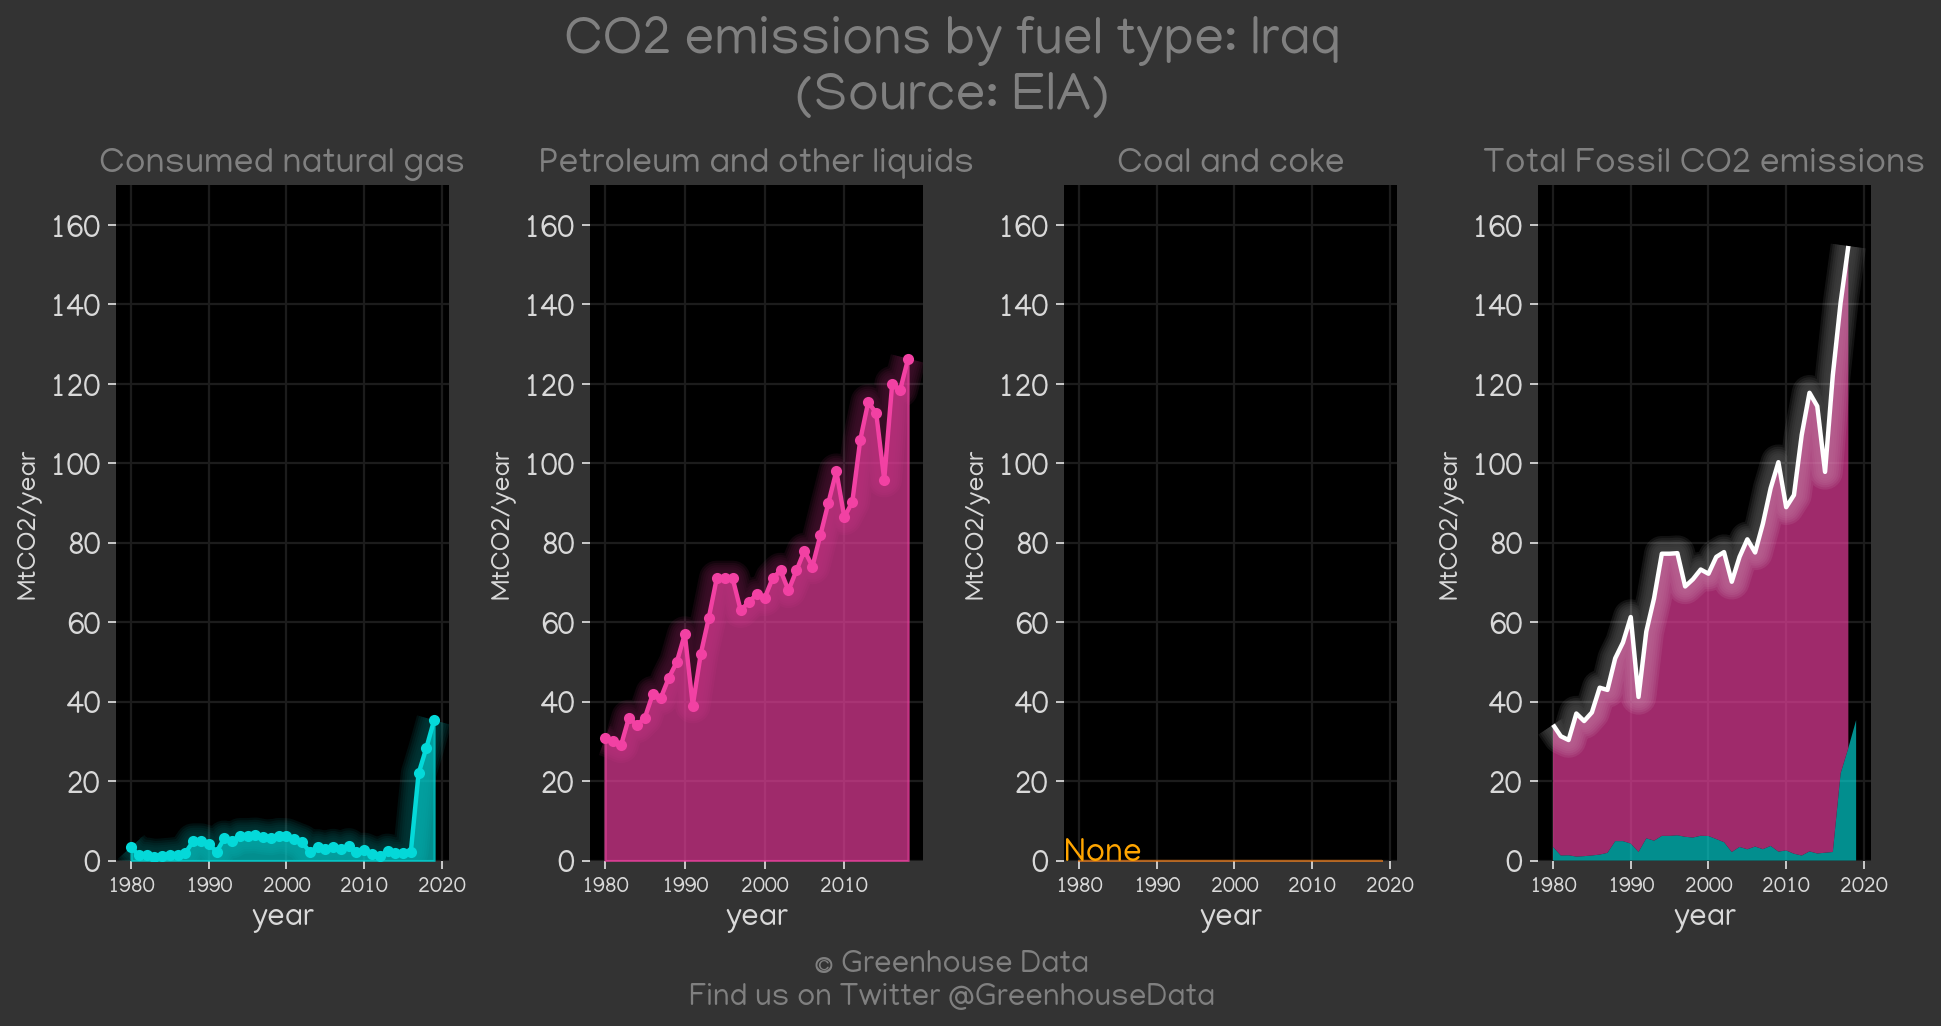 CO2 emissions by fuel type: Iraq
(Source: EIA)
Consumed natural gas
160
140
120
100
80
60
40
20
0
MtCO2/year
1980 1990 2000 2010 2020
year
Petroleum and other liquids
160
140
120
100
80
60
40
20
0
MtCO2/year
1980 1990 2000 2010
year
Coal and coke
160
140
120
100
80
60
40
20
0
MtCO2/year
None
1980 1990 2000 2010 2020
year
Total Fossil CO2 emissions
160
140
120
100
80
60
40
20
0
MtCO2/year
1980 1990 2000 2010 2020
year
© Greenhouse Data
Find us on Twitter @GreenhouseData